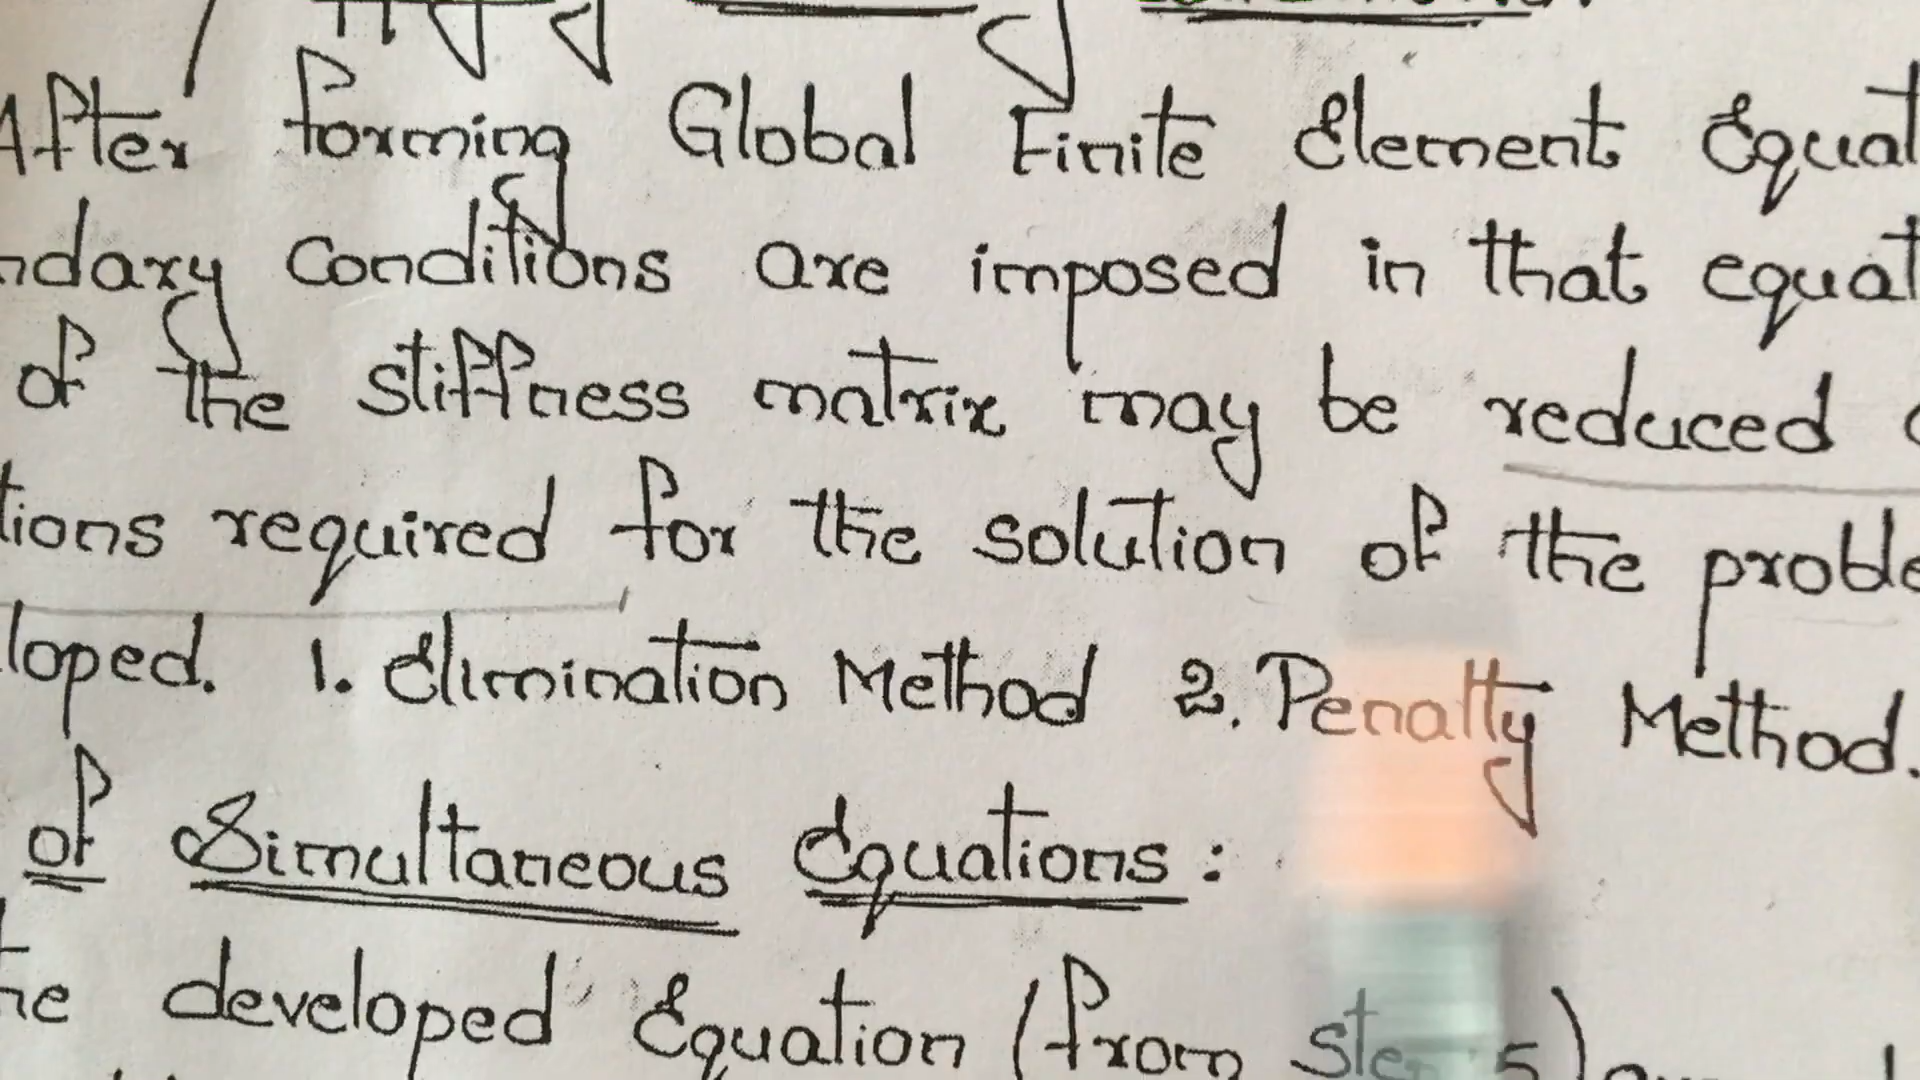 After forming Global Finite Element Equat
ndary Conditions are imposed in that equat
of the stiffness matrix may be reduced
tions required for the solution of the proble
loped. 1. Elimination Method 2. Penalty Method.
of Simultaneous Equations :
he developed Equation (from step 5)